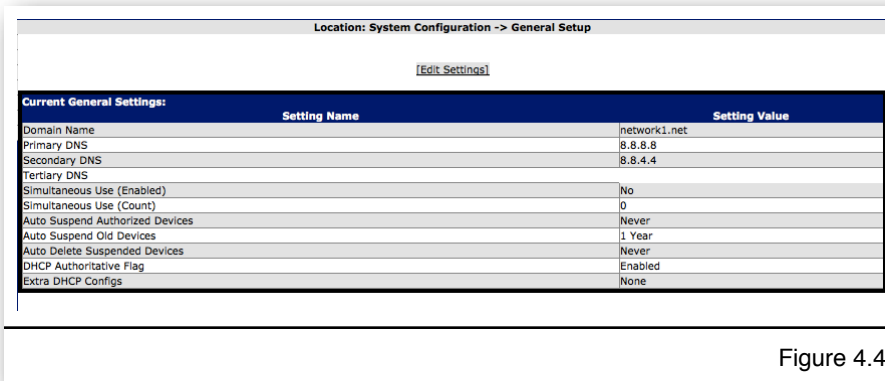 Location: System Configuration -> General Setup
[Edit Settings]
Current General Settings:
Setting Name Setting Value
Domain Name network1.net
Primary DNS 8.8.8.8
Secondary DNS 8.8.4.4
Tertiary DNS
Simultaneous Use (Enabled) No
Simultaneous Use (Count) 0
Auto Suspend Authorized Devices Never
Auto Suspend Old Devices 1 Year
Auto Delete Suspended Devices Never
DHCP Authoritative Flag Enabled
Extra DHCP Configs None
Figure 4.4